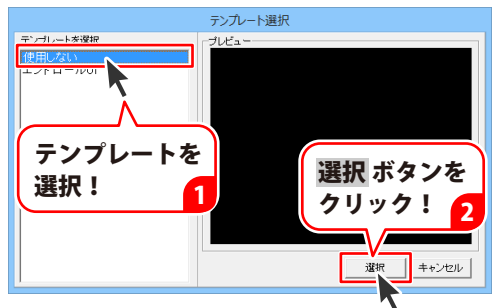 テンプレート選択
テンプレートを選択
使用しない
エンドロール01
プレビュー
テンプレートを
選択！
1
選択 ボタンを
クリック！
2
選択
キャンセル